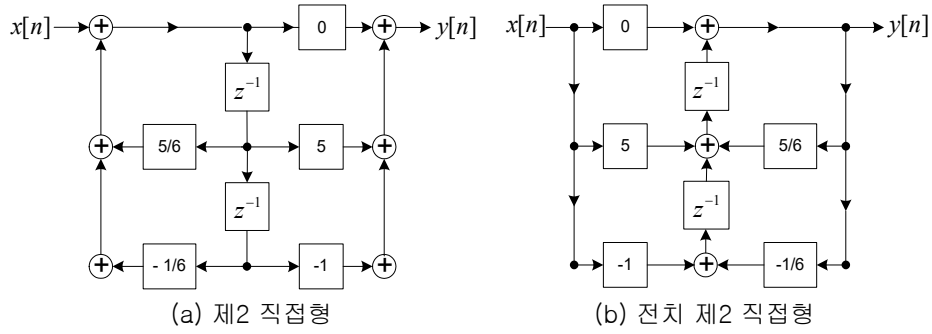 x[n] + 0 + y[n]
z⁻¹
+ 5/6 5 +
z⁻¹
+ - 1/6 -1 +
(a) 제2 직접형
x[n] 0 + y[n]
z⁻¹
5 + 5/6
z⁻¹
-1 + -1/6
(b) 전치 제2 직접형